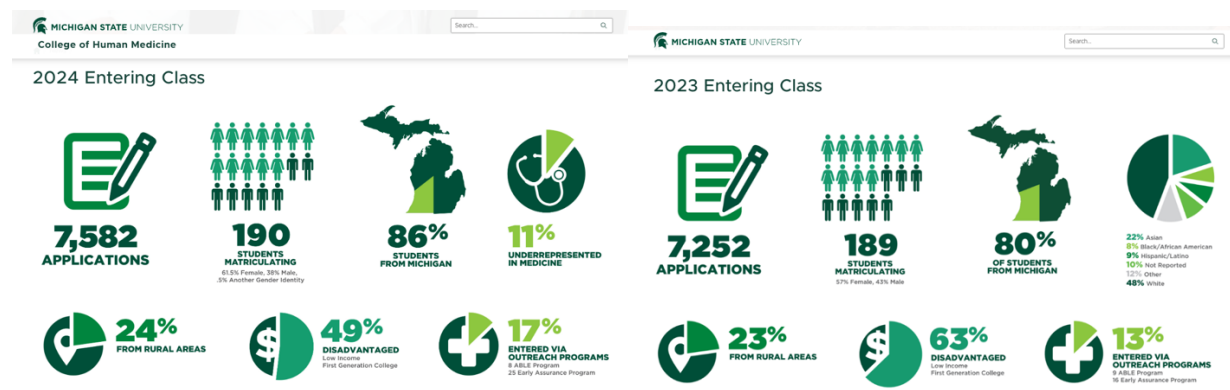 MICHIGAN STATE UNIVERSITY
Search...
College of Human Medicine
2024 Entering Class
7,582
APPLICATIONS
190
STUDENTS
MATRICULATING
61.5% Female, 38% Male,
.5% Another Gender Identity
86%
STUDENTS
FROM MICHIGAN
11%
UNDERREPRESENTED
IN MEDICINE
24%
FROM RURAL AREAS
49%
DISADVANTAGED
Low Income
First Generation College
17%
ENTERED VIA
OUTREACH PROGRAMS
8 ABLE Program
25 Early Assurance Program
MICHIGAN STATE UNIVERSITY
Search...
2023 Entering Class
7,252
APPLICATIONS
189
STUDENTS
MATRICULATING
57% Female, 43% Male
80%
OF STUDENTS
FROM MICHIGAN
22% Asian
8% Black/African American
9% Hispanic/Latino
10% Not Reported
12% Other
48% White
23%
FROM RURAL AREAS
63%
DISADVANTAGED
Low Income
First Generation College
13%
ENTERED VIA
OUTREACH PROGRAMS
9 ABLE Program
16 Early Assurance Program